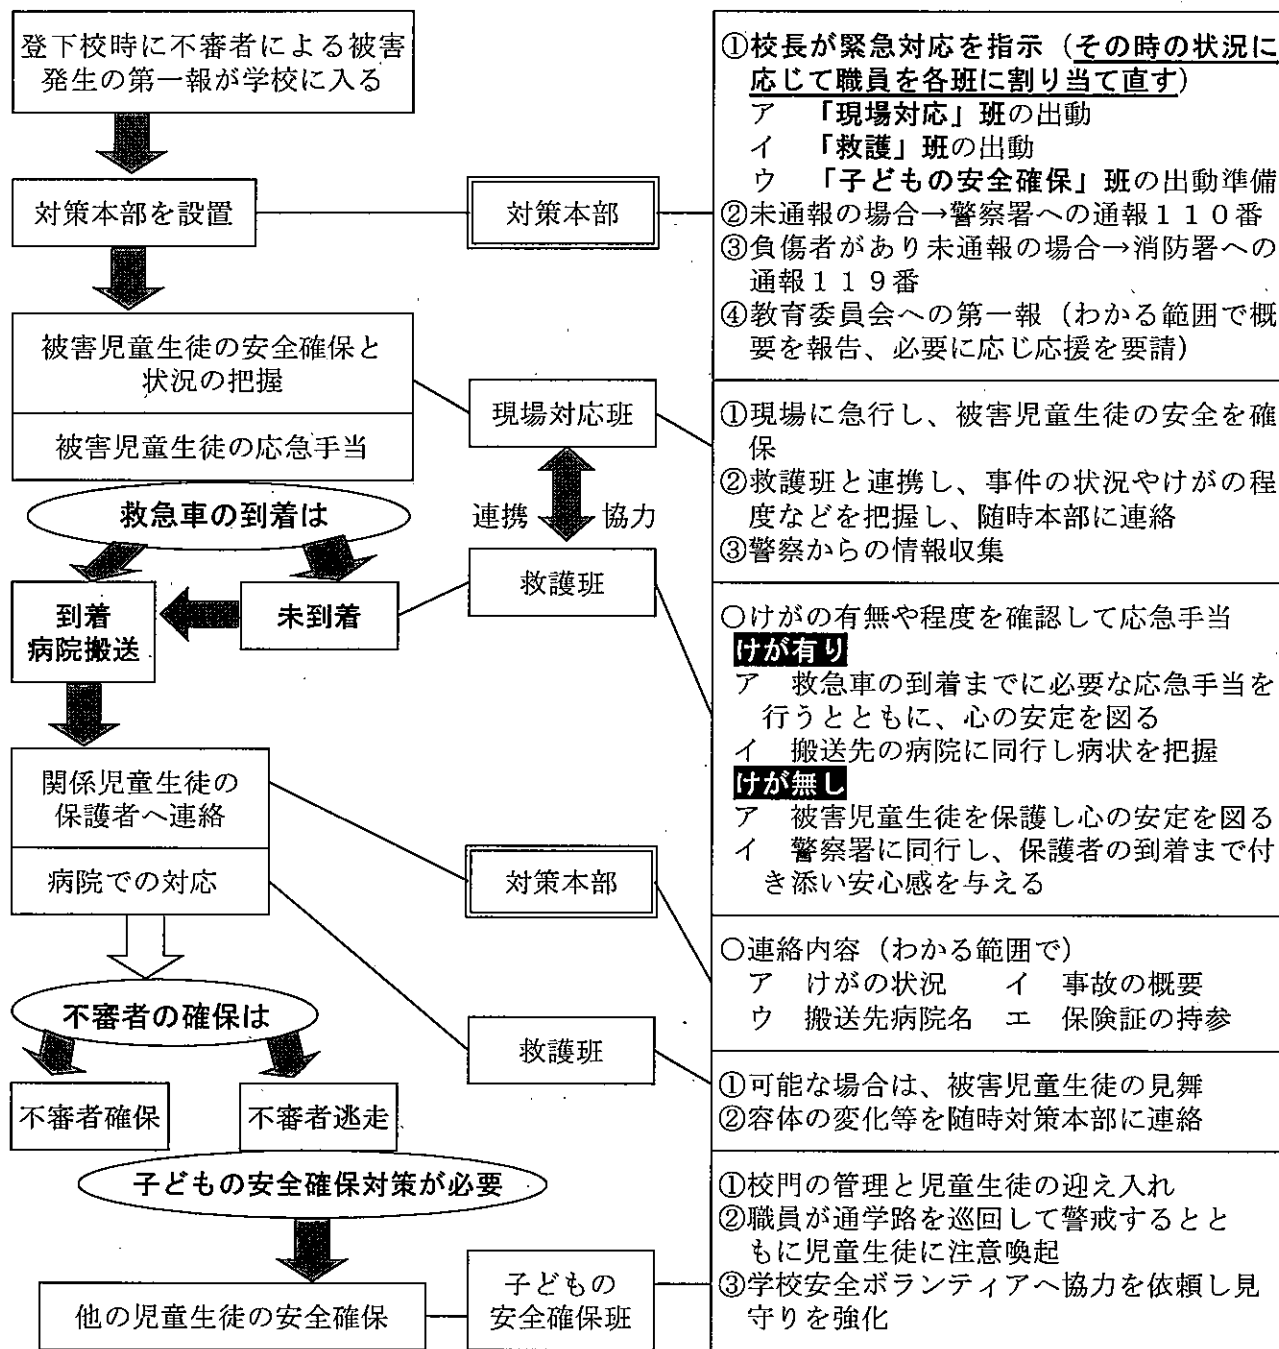 登下校時に不審者による被害
発生の第一報が学校に入る
対策本部を設置
対策本部
①校長が緊急対応を指示（その時の状況に
応じて職員を各班に割り当て直す）
ア　「現場対応」班の出動
イ　「救護」班の出動
ウ　「子どもの安全確保」班の出動準備
②未通報の場合→警察署への通報１１０番
③負傷者があり未通報の場合→消防署への
通報１１９番
④教育委員会への第一報（わかる範囲で概
要を報告、必要に応じ応援を要請）
被害児童生徒の安全確保と
状況の把握
被害児童生徒の応急手当
現場対応班
①現場に急行し、被害児童生徒の安全を確
保
②救護班と連携し、事件の状況やけがの程
度などを把握し、随時本部に連絡
③警察からの情報収集
連携　協力
救急車の到着は
到着
病院搬送
未到着
救護班
○けがの有無や程度を確認して応急手当
けが有り
ア　救急車の到着までに必要な応急手当を
行うとともに、心の安定を図る
イ　搬送先の病院に同行し病状を把握
けが無し
ア　被害児童生徒を保護し心の安定を図る
イ　警察署に同行し、保護者の到着まで付
き添い安心感を与える
関係児童生徒の
保護者へ連絡
病院での対応
対策本部
○連絡内容（わかる範囲で）
ア　けがの状況　イ　事故の概要
ウ　搬送先病院名　エ　保険証の持参
不審者の確保は
救護班
①可能な場合は、被害児童生徒の見舞
②容体の変化等を随時対策本部に連絡
不審者確保
不審者逃走
子どもの安全確保対策が必要
他の児童生徒の安全確保
子どもの
安全確保班
①校門の管理と児童生徒の迎え入れ
②職員が通学路を巡回して警戒するとと
もに児童生徒に注意喚起
③学校安全ボランティアへ協力を依頼し見
守りを強化